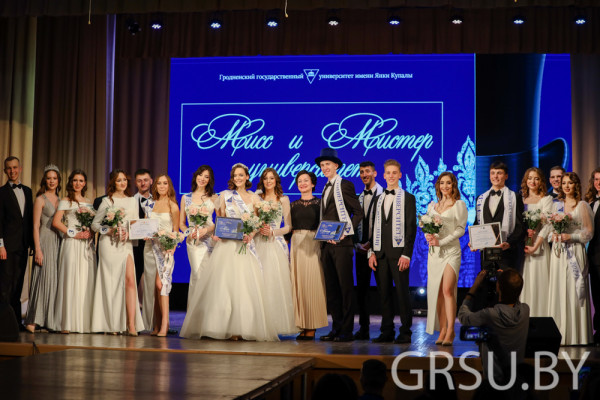 Гродненский государственный университет имени Янки Купалы
Мисс и Мистер
университет
GRSU.BY